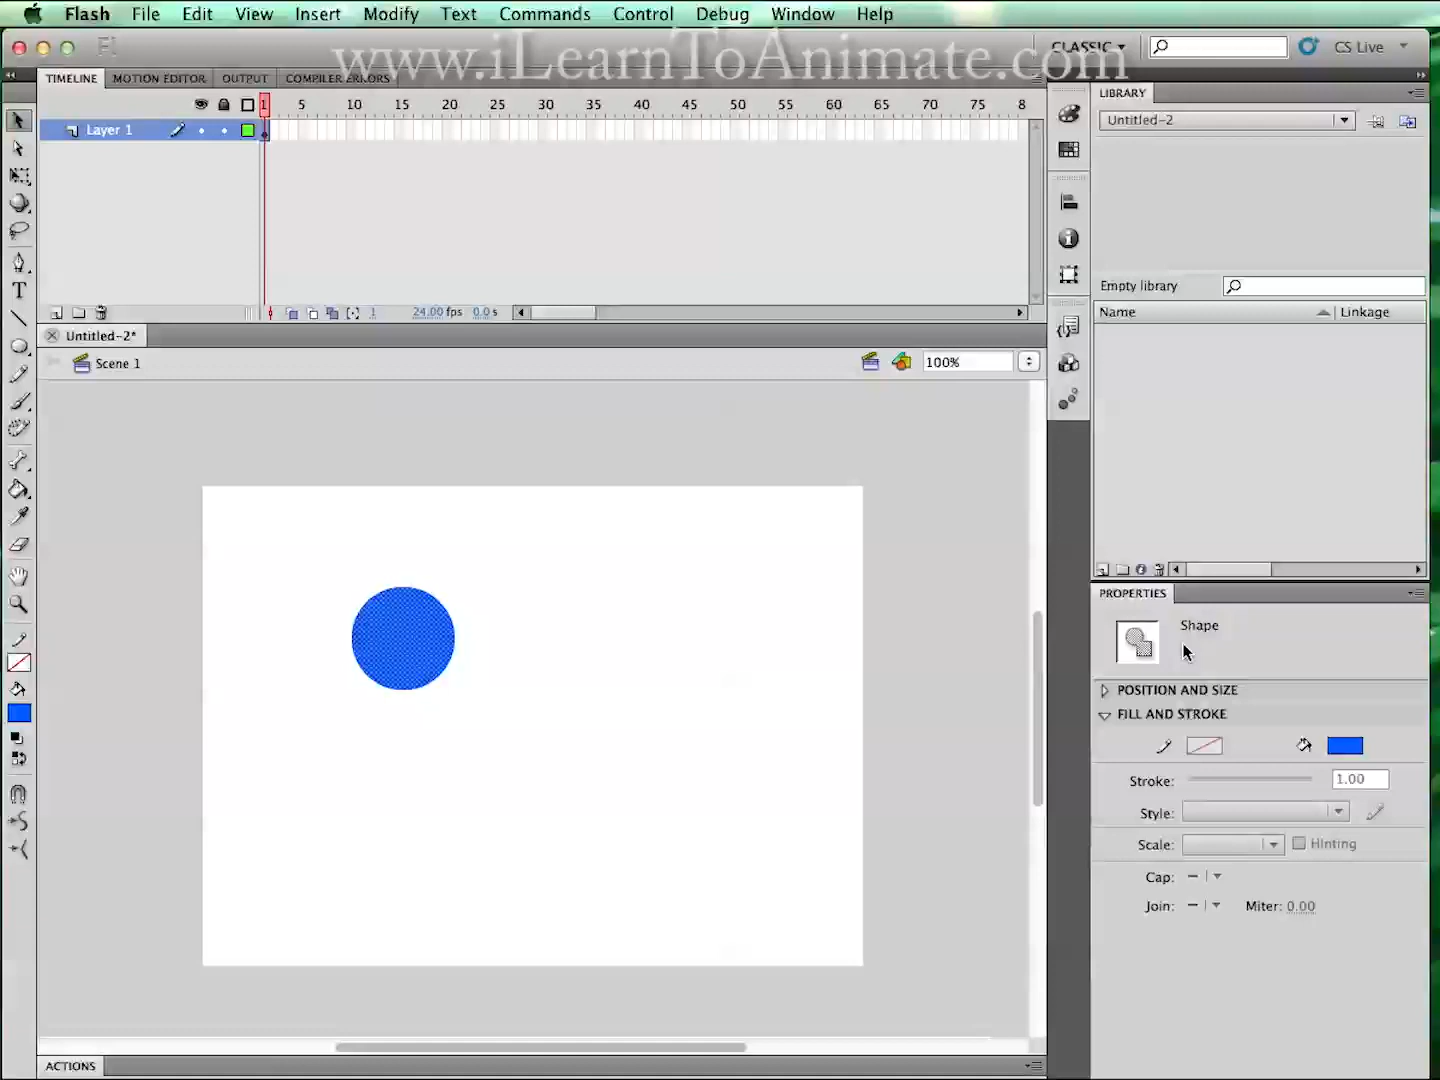 Flash File Edit View Insert Modify Text Commands Control Debug Window Help
www.iLearnToAnimate.com
Fl CLASSIC CS Live
TIMELINE MOTION EDITOR OUTPUT COMPILER ERRORS
LIBRARY
1 5 10 15 20 25 30 35 40 45 50 55 60 65 70 75 8
Untitled-2
Layer 1
Empty library
Name Linkage
1 24.00 fps 0.0 s
Untitled-2*
Scene 1
100%
PROPERTIES
Shape
POSITION AND SIZE
FILL AND STROKE
Stroke: 1.00
Style:
Scale: Hinting
Cap:
Join: Miter: 0.00
ACTIONS